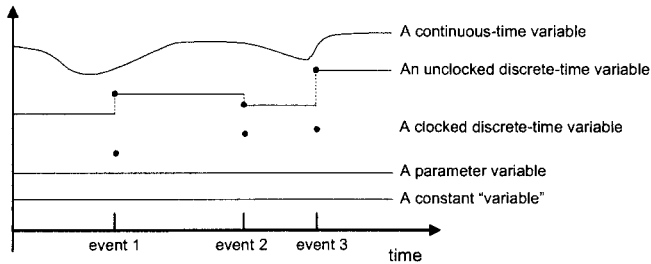 A continuous-time variable
An unclocked discrete-time variable
A clocked discrete-time variable
A parameter variable
A constant "variable"
event 1 event 2 event 3
time